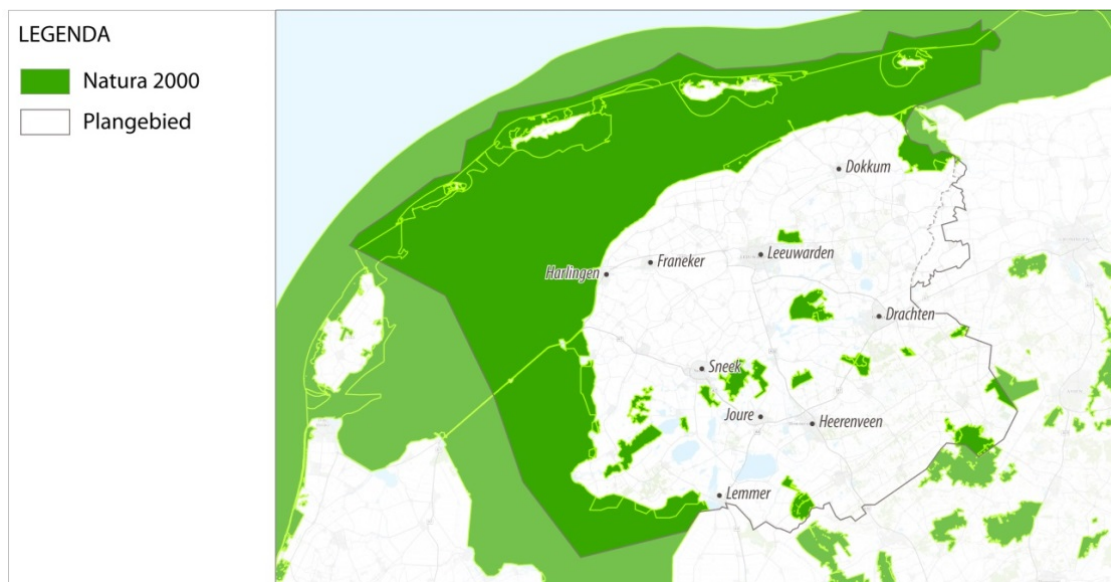 LEGENDA
Natura 2000
Plangebied
Dokkum
Leeuwarden
Franeker
Harlingen
Drachten
Sneek
Joure
Heerenveen
Lemmer